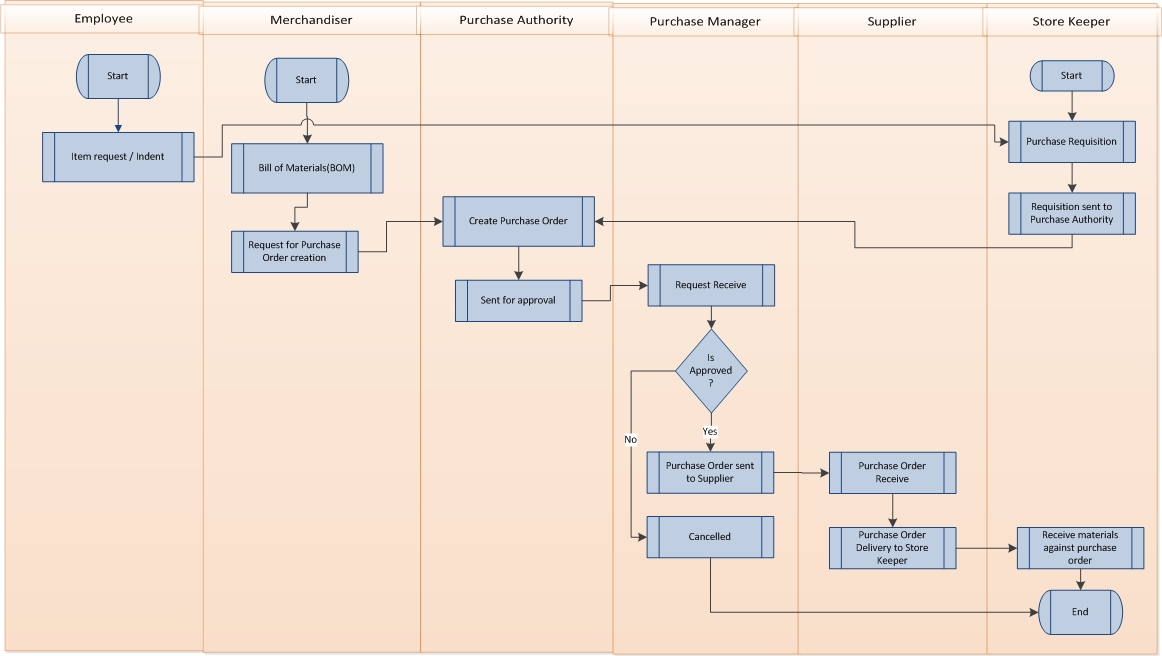 Employee
Merchandiser
Purchase Authority
Purchase Manager
Supplier
Store Keeper
Start
Start
Start
Item request / Indent
Bill of Materials(BOM)
Purchase Requisition
Request for Purchase
Order creation
Create Purchase Order
Requisition sent to
Purchase Authority
Sent for approval
Request Receive
Is
Approved
?
No
Yes
Purchase Order sent
to Supplier
Purchase Order
Receive
Cancelled
Purchase Order
Delivery to Store
Keeper
Receive materials
against purchase
order
End